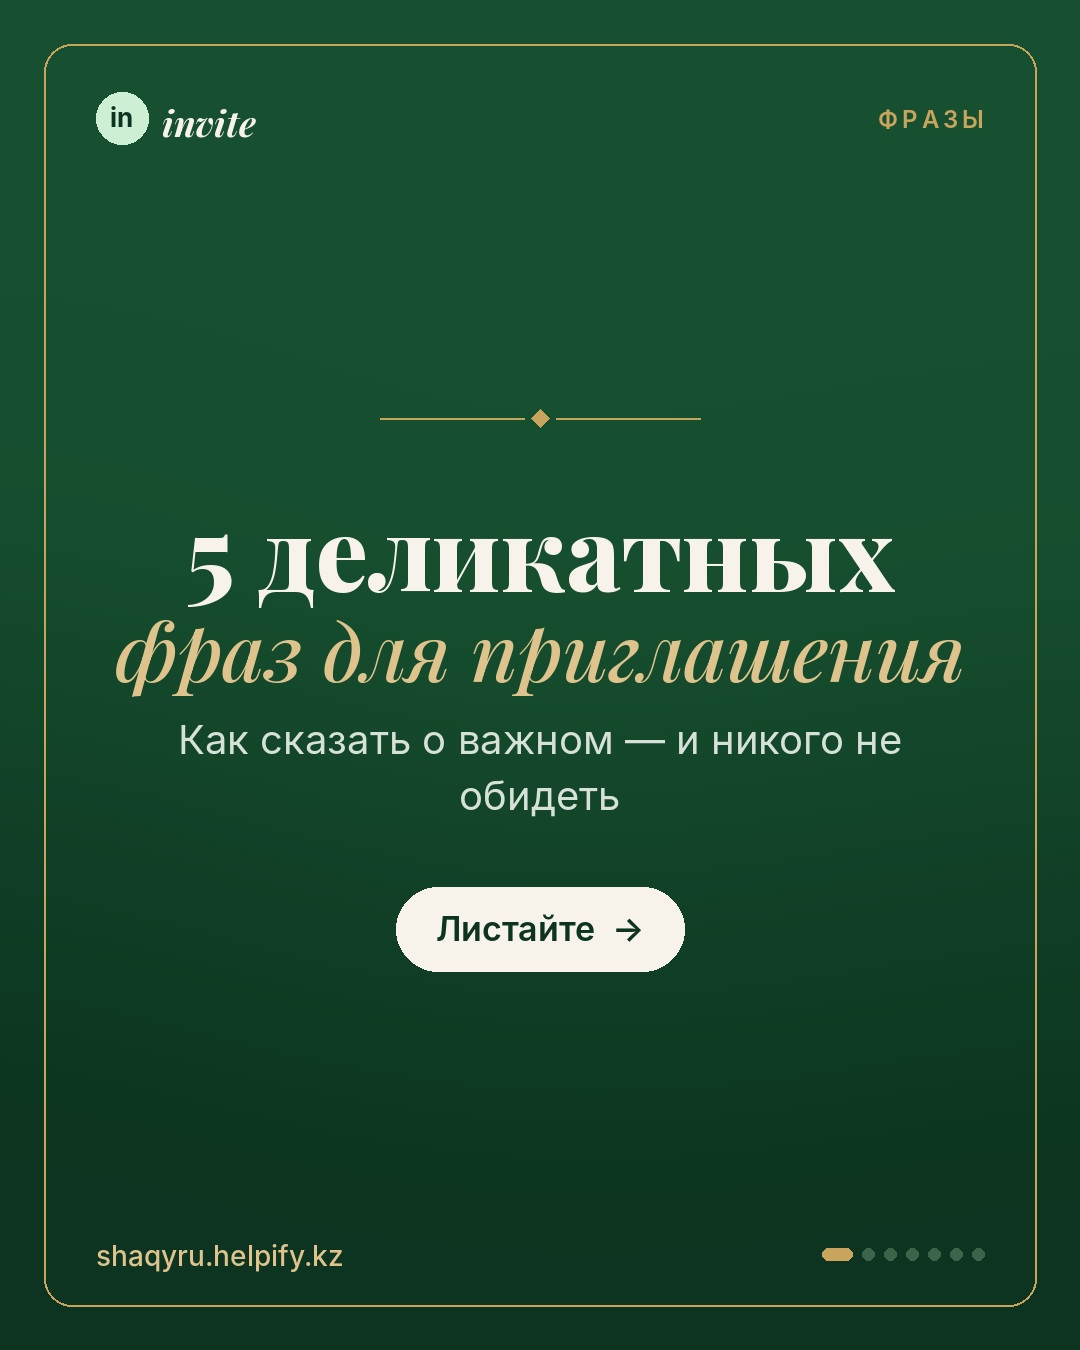 in invite
ФРАЗЫ
5 деликатных
фраз для приглашения
Как сказать о важном — и никого не
обидеть
Листайте →
shaqyru.helpify.kz